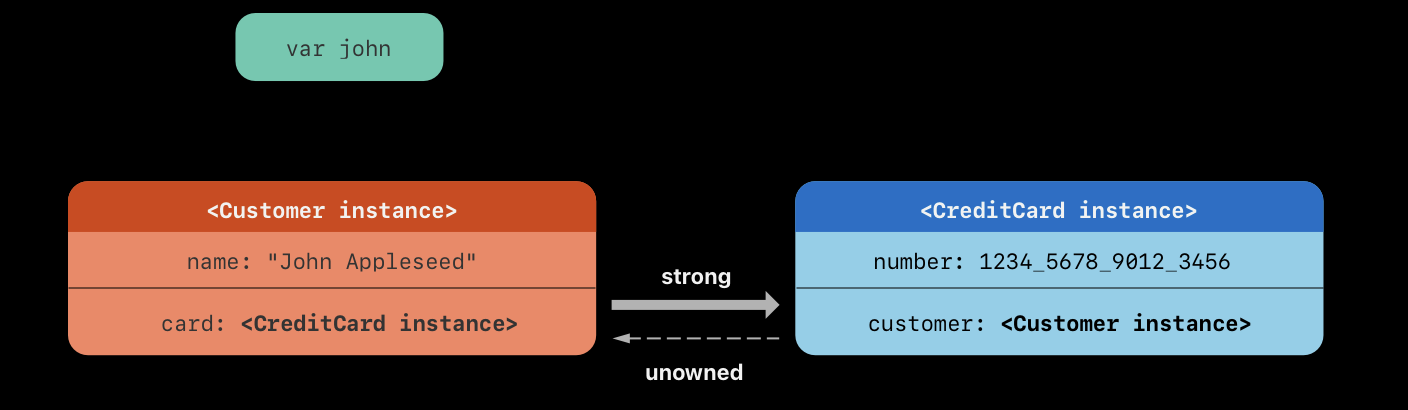 var john
<Customer instance>
name: "John Appleseed"
card: <CreditCard instance>
strong
unowned
<CreditCard instance>
number: 1234_5678_9012_3456
customer: <Customer instance>